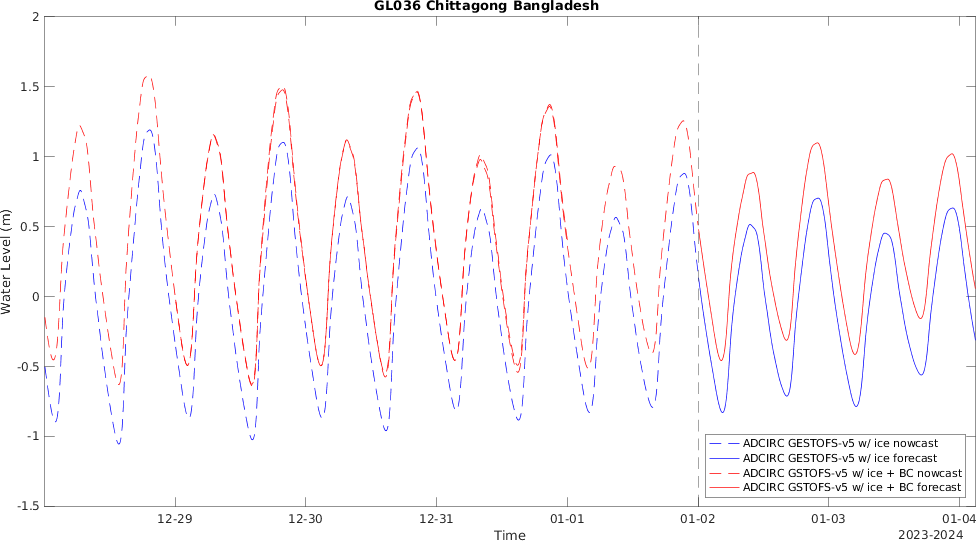 GL036 Chittagong Bangladesh
2
1.5
1
0.5
0
-0.5
-1
-1.5
Water Level (m)
12-29
12-30
12-31
01-01
01-02
01-03
01-04
Time
2023-2024
ADCIRC GESTOFS-v5 w/ ice nowcast
ADCIRC GESTOFS-v5 w/ ice forecast
ADCIRC GSTOFS-v5 w/ ice + BC nowcast
ADCIRC GSTOFS-v5 w/ ice + BC forecast